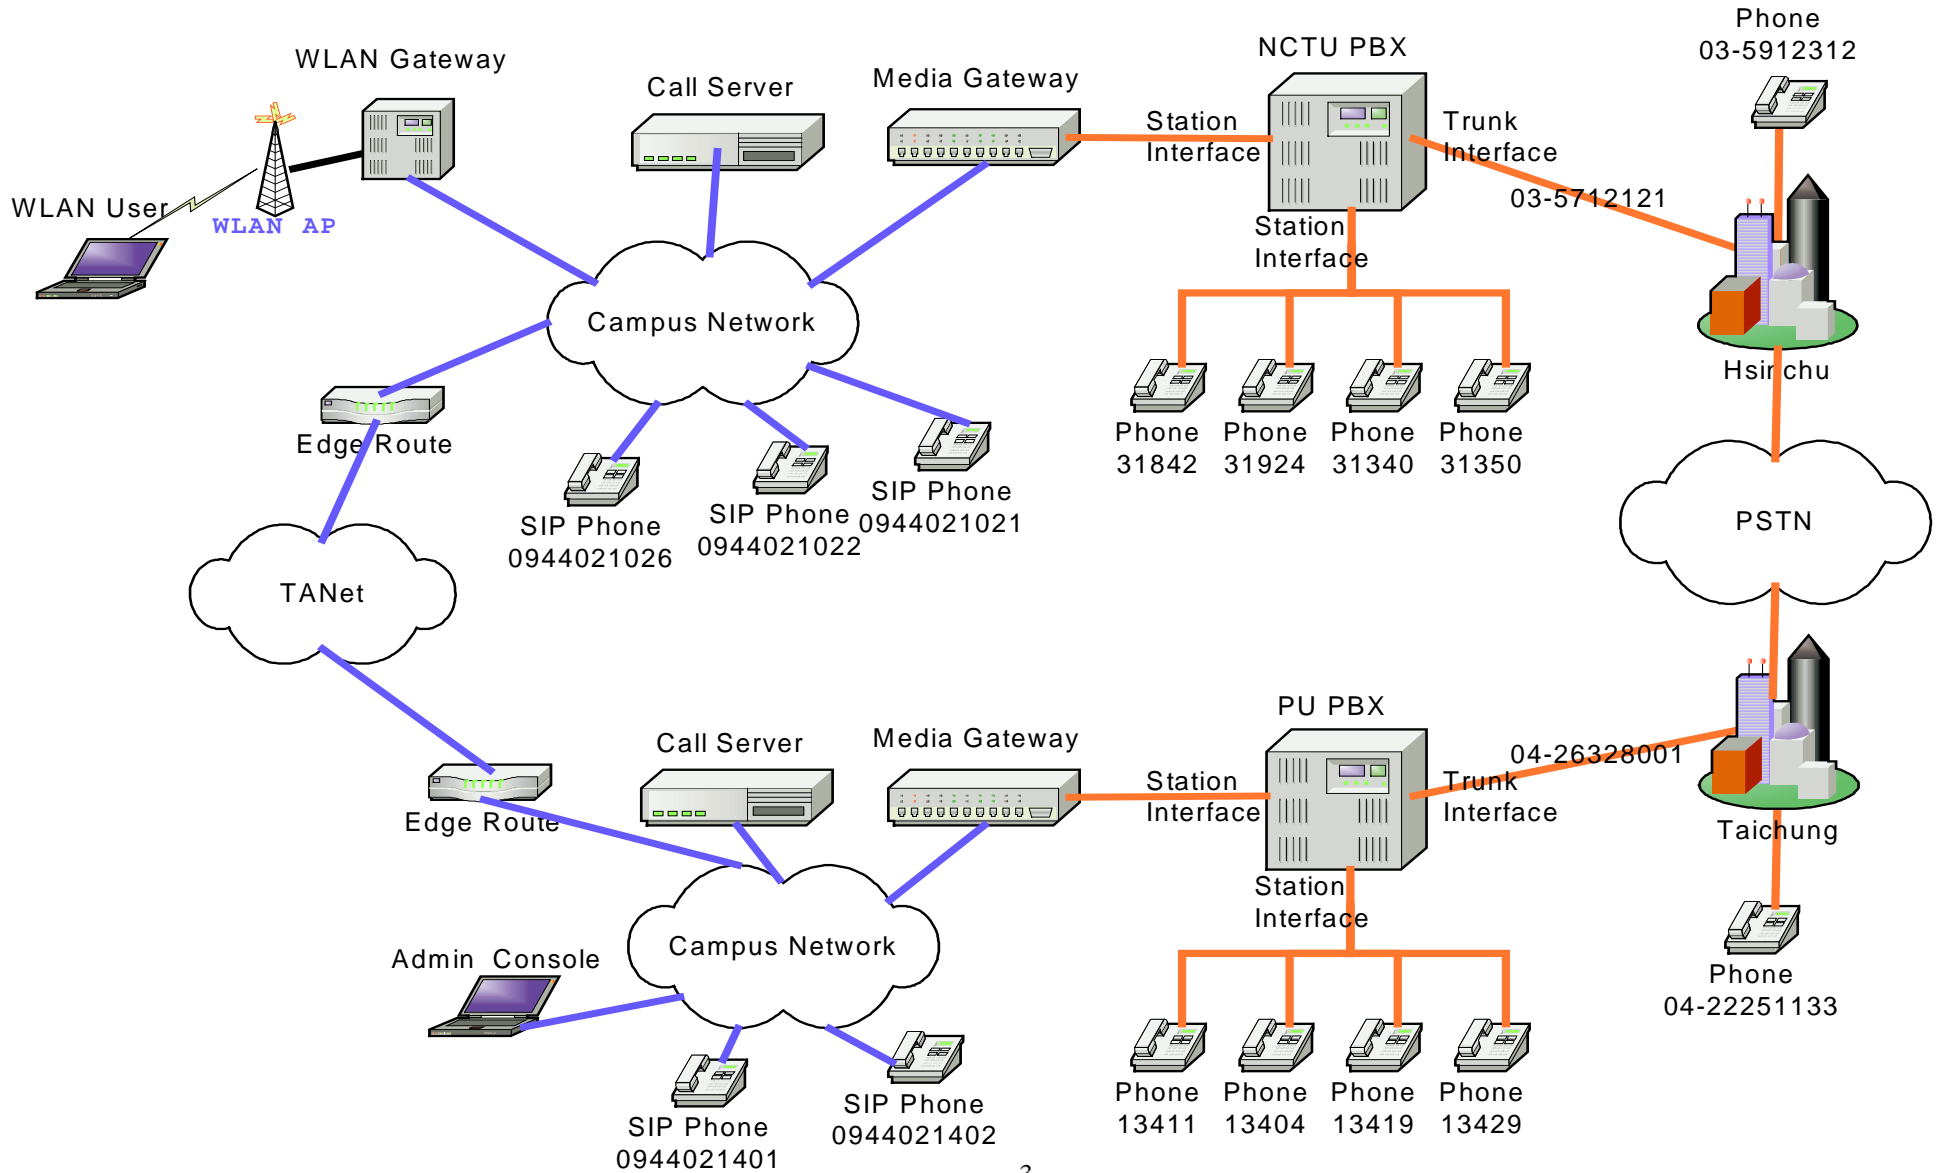 Phone
03-5912312
NCTU PBX
WLAN Gateway
Call Server
Media Gateway
Station
Interface
Trunk
Interface
03-5712121
WLAN User
WLAN AP
Station
Interface
Campus Network
Hsinchu
Edge Route
Phone
31842
Phone
31924
Phone
31340
Phone
31350
SIP Phone
0944021026
SIP Phone
0944021022
SIP Phone
0944021021
PSTN
TANet
PU PBX
Call Server
Media Gateway
04-26328001
Station
Interface
Trunk
Interface
Edge Route
Taichung
Station
Interface
Campus Network
Admin Console
Phone
04-22251133
Phone
13411
Phone
13404
Phone
13419
Phone
13429
SIP Phone
0944021401
SIP Phone
0944021402